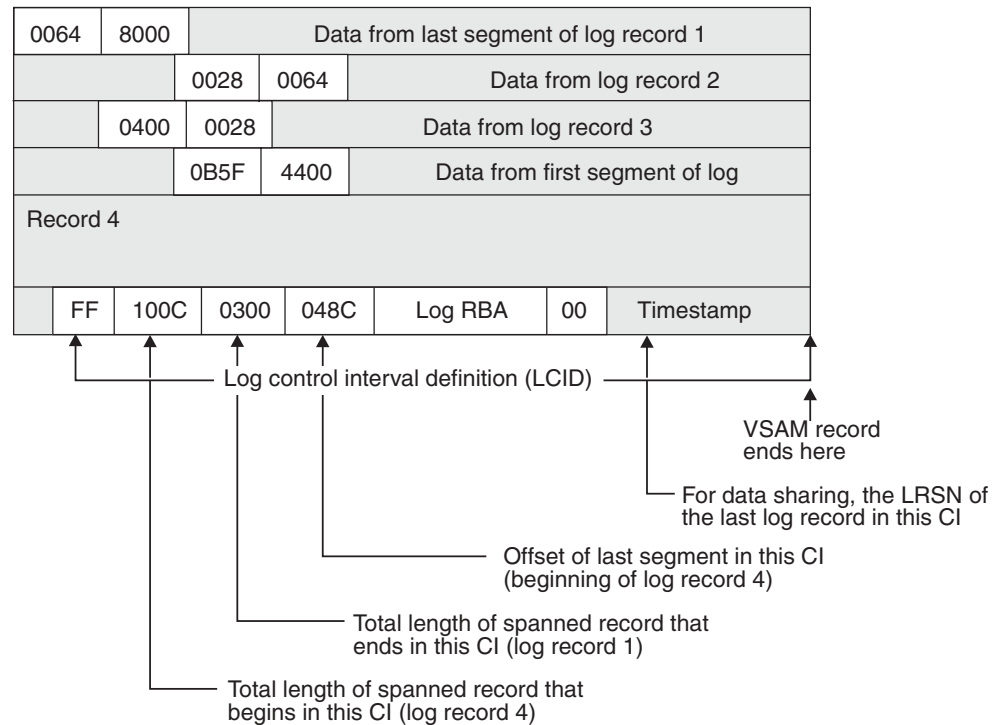 0064 8000 Data from last segment of log record 1
0028 0064 Data from log record 2
0400 0028 Data from log record 3
0B5F 4400 Data from first segment of log
Record 4
FF 100C 0300 048C Log RBA 00 Timestamp
Log control interval definition (LCID)
VSAM record
ends here
For data sharing, the LRSN of
the last log record in this CI
Offset of last segment in this CI
(beginning of log record 4)
Total length of spanned record that
ends in this CI (log record 1)
Total length of spanned record that
begins in this CI (log record 4)